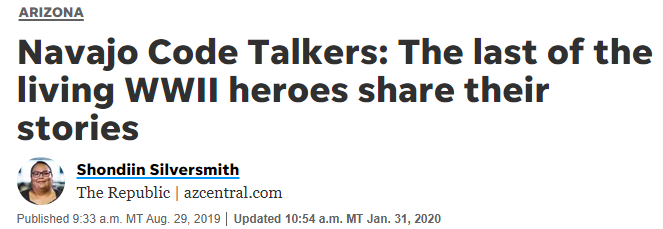 ARIZONA
Navajo Code Talkers: The last of the
living WWII heroes share their
stories
Shondiin Silversmith
The Republic | azcentral.com
Published 9:33 a.m. MT Aug. 29, 2019 | Updated 10:54 a.m. MT Jan. 31, 2020